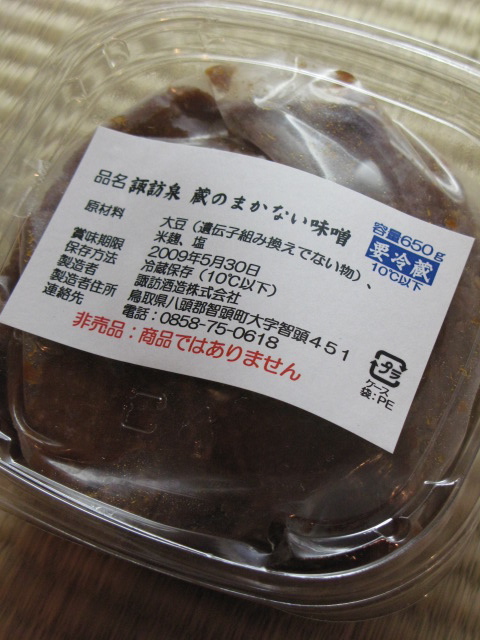 品名 諏訪泉 蔵のまかない味噌
容量650g
要冷蔵
10℃以下
原材料 大豆（遺伝子組み換えでない物）、
米麹、塩
賞味期限 2009年5月30日
保存方法 冷蔵保存（10℃以下）
製造者 諏訪酒造株式会社
製造者住所 鳥取県八頭郡智頭町大字智頭４５１
連絡先 電話：0858-75-0618
非売品：商品ではありません
プラ
ケース
袋:PE